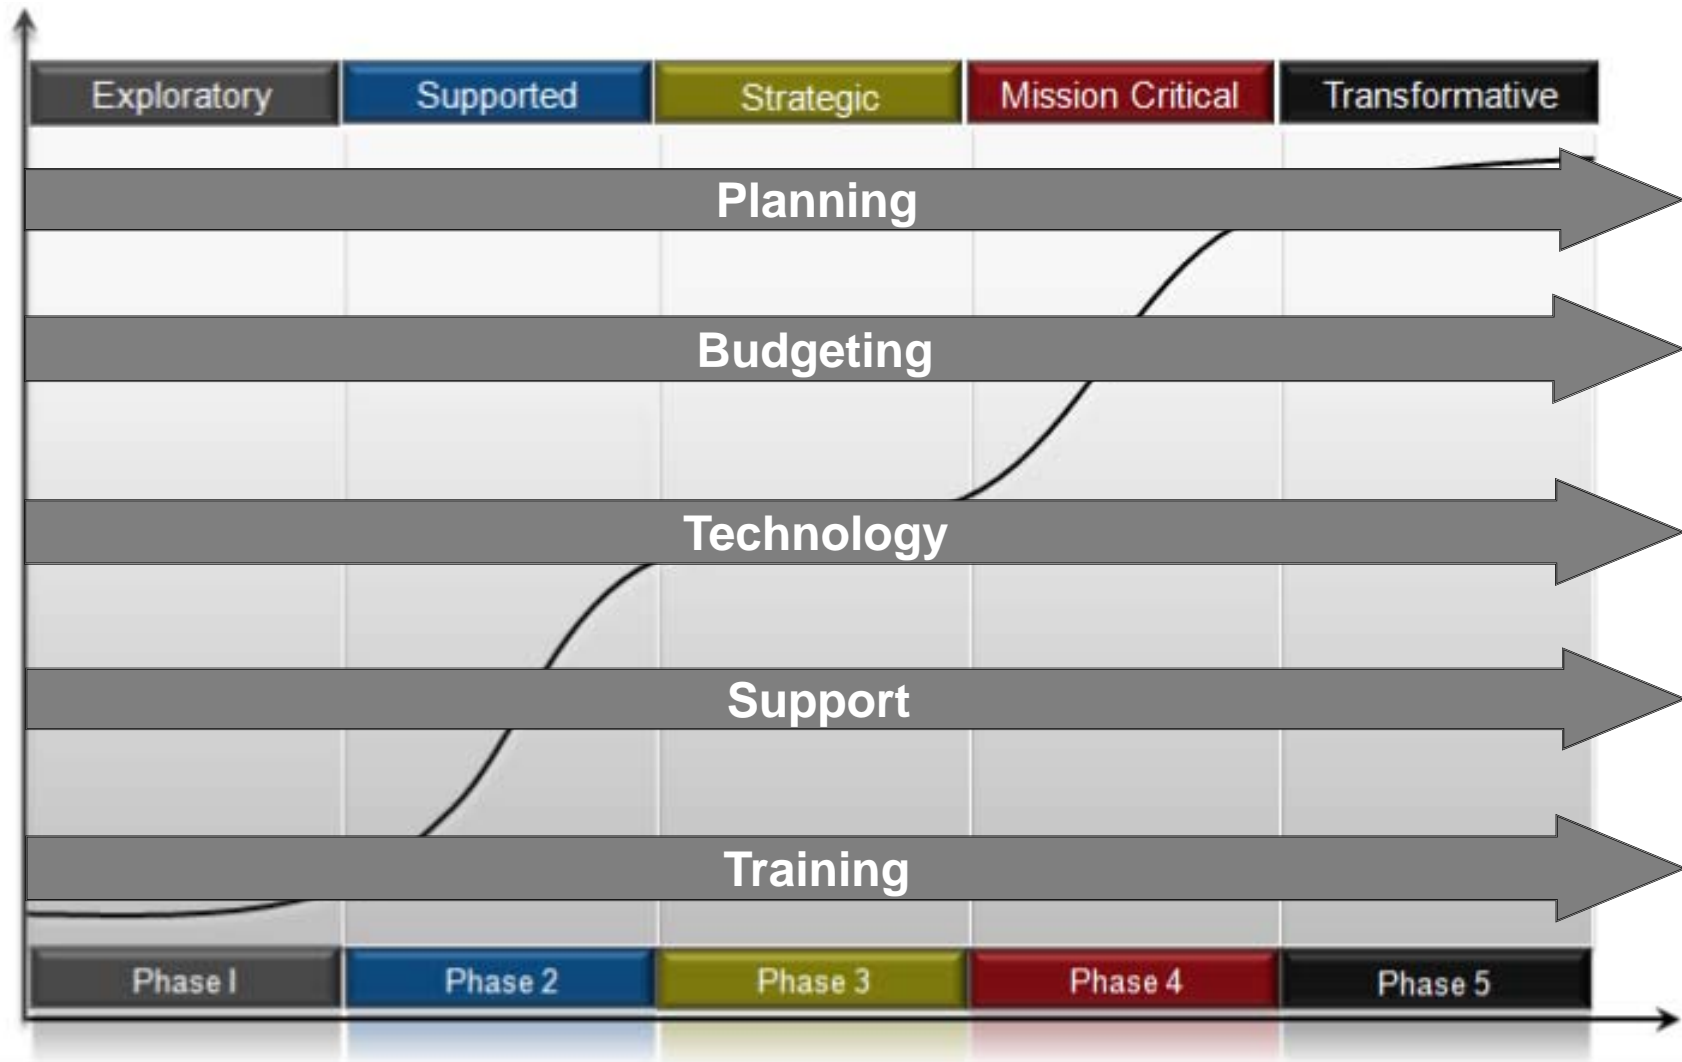 Exploratory
Supported
Strategic
Mission Critical
Transformative
Planning
Budgeting
Technology
Support
Training
Phase I
Phase 2
Phase 3
Phase 4
Phase 5